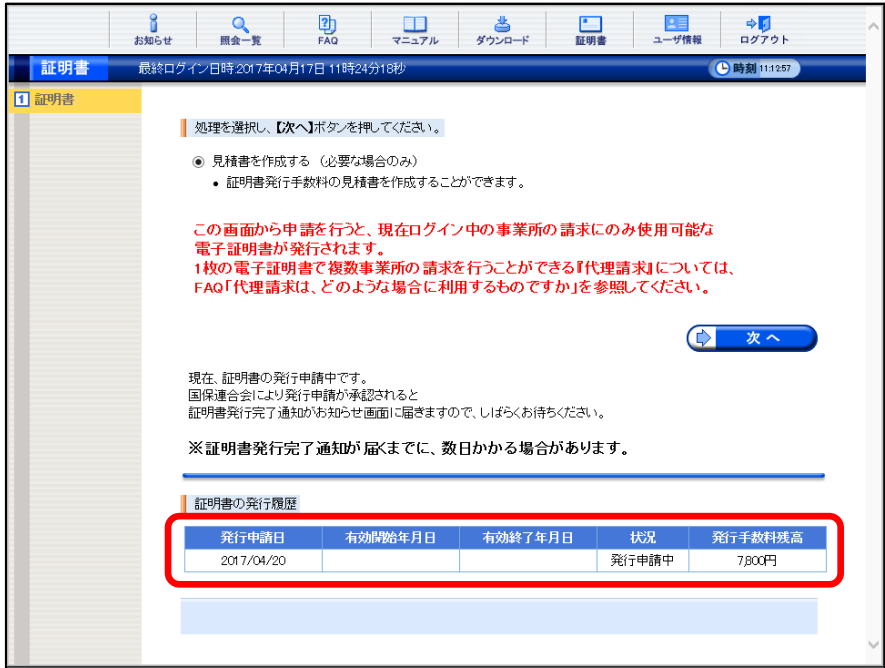 お知らせ 照会一覧 FAQ マニュアル ダウンロード 証明書 ユーザ情報 ログアウト
証明書 最終ログイン日時:2017年04月17日 11時24分18秒 時刻 11:12:57
1 証明書
処理を選択し、【次へ】ボタンを押してください。
見積書を作成する (必要な場合のみ)
• 証明書発行手数料の見積書を作成することができます。
この画面から申請を行うと、現在ログイン中の事業所の請求にのみ使用可能な
電子証明書が発行されます。
1枚の電子証明書で複数事業所の請求を行うことができる『代理請求』については、
FAQ「代理請求は、どのような場合に利用するものですか」を参照してください。
次へ
現在、証明書の発行申請中です。
国保連合会により発行申請が承認されると
証明書発行完了通知がお知らせ画面に届きますので、しばらくお待ちください。
※証明書発行完了通知が届くまでに、数日かかる場合があります。
証明書の発行履歴
発行申請日 有効開始年月日 有効終了年月日 状況 発行手数料残高
2017/04/20 発行申請中 7,800円